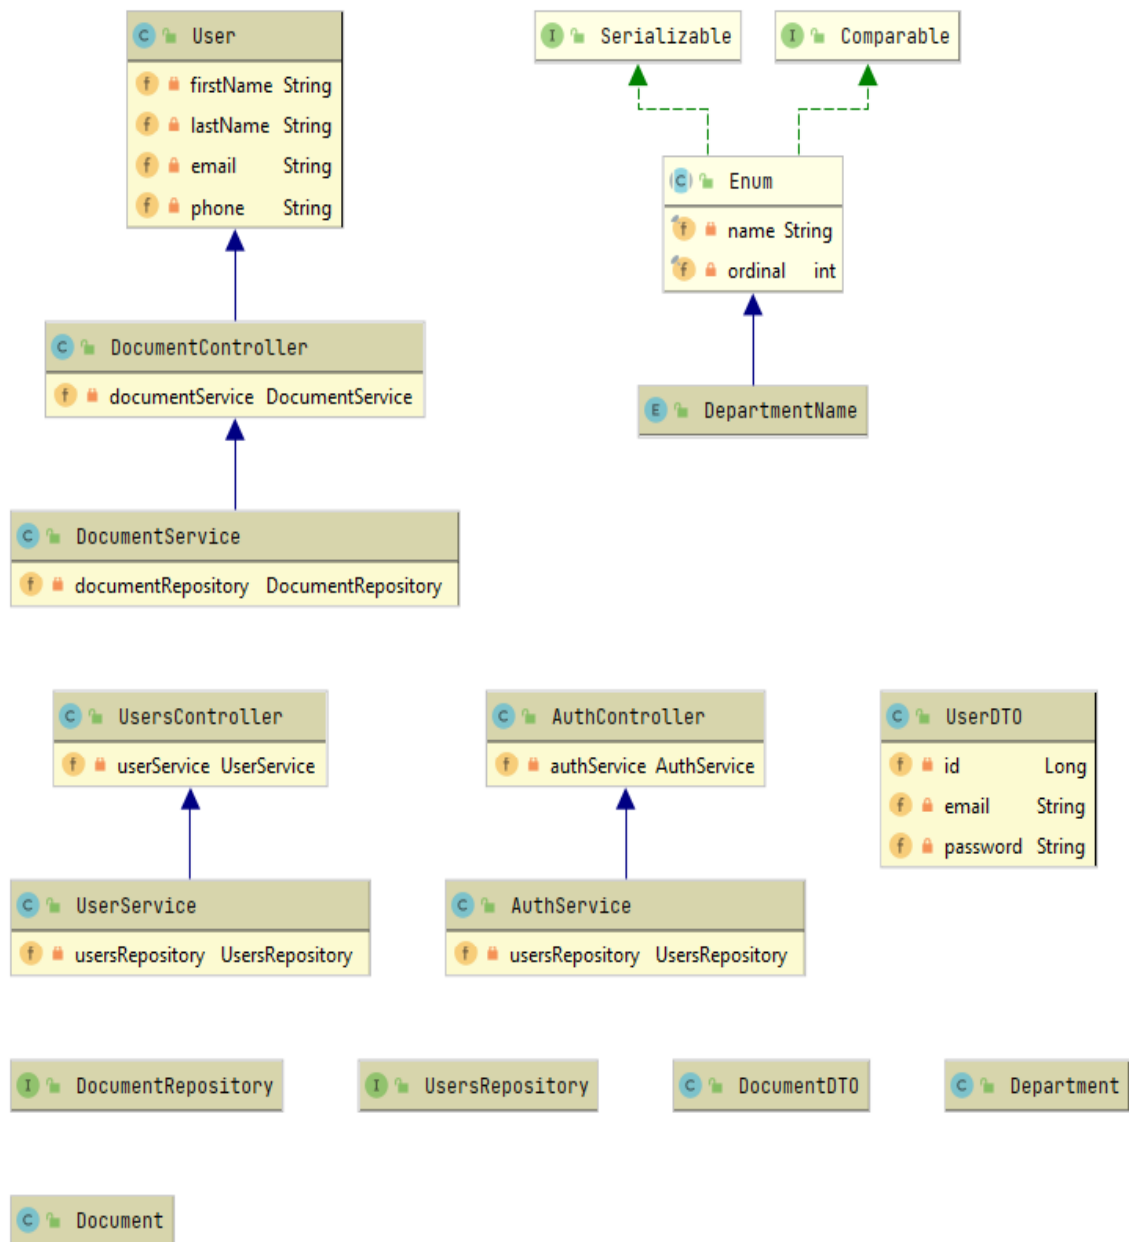 C User
f firstName String
f lastName String
f email String
f phone String
I Serializable
I Comparable
C Enum
f name String
f ordinal int
C DocumentController
f documentService DocumentService
E DepartmentName
C DocumentService
f documentRepository DocumentRepository
C UsersController
f userService UserService
C AuthController
f authService AuthService
C UserDTO
f id Long
f email String
f password String
C UserService
f usersRepository UsersRepository
C AuthService
f usersRepository UsersRepository
I DocumentRepository
I UsersRepository
C DocumentDTO
C Department
C Document